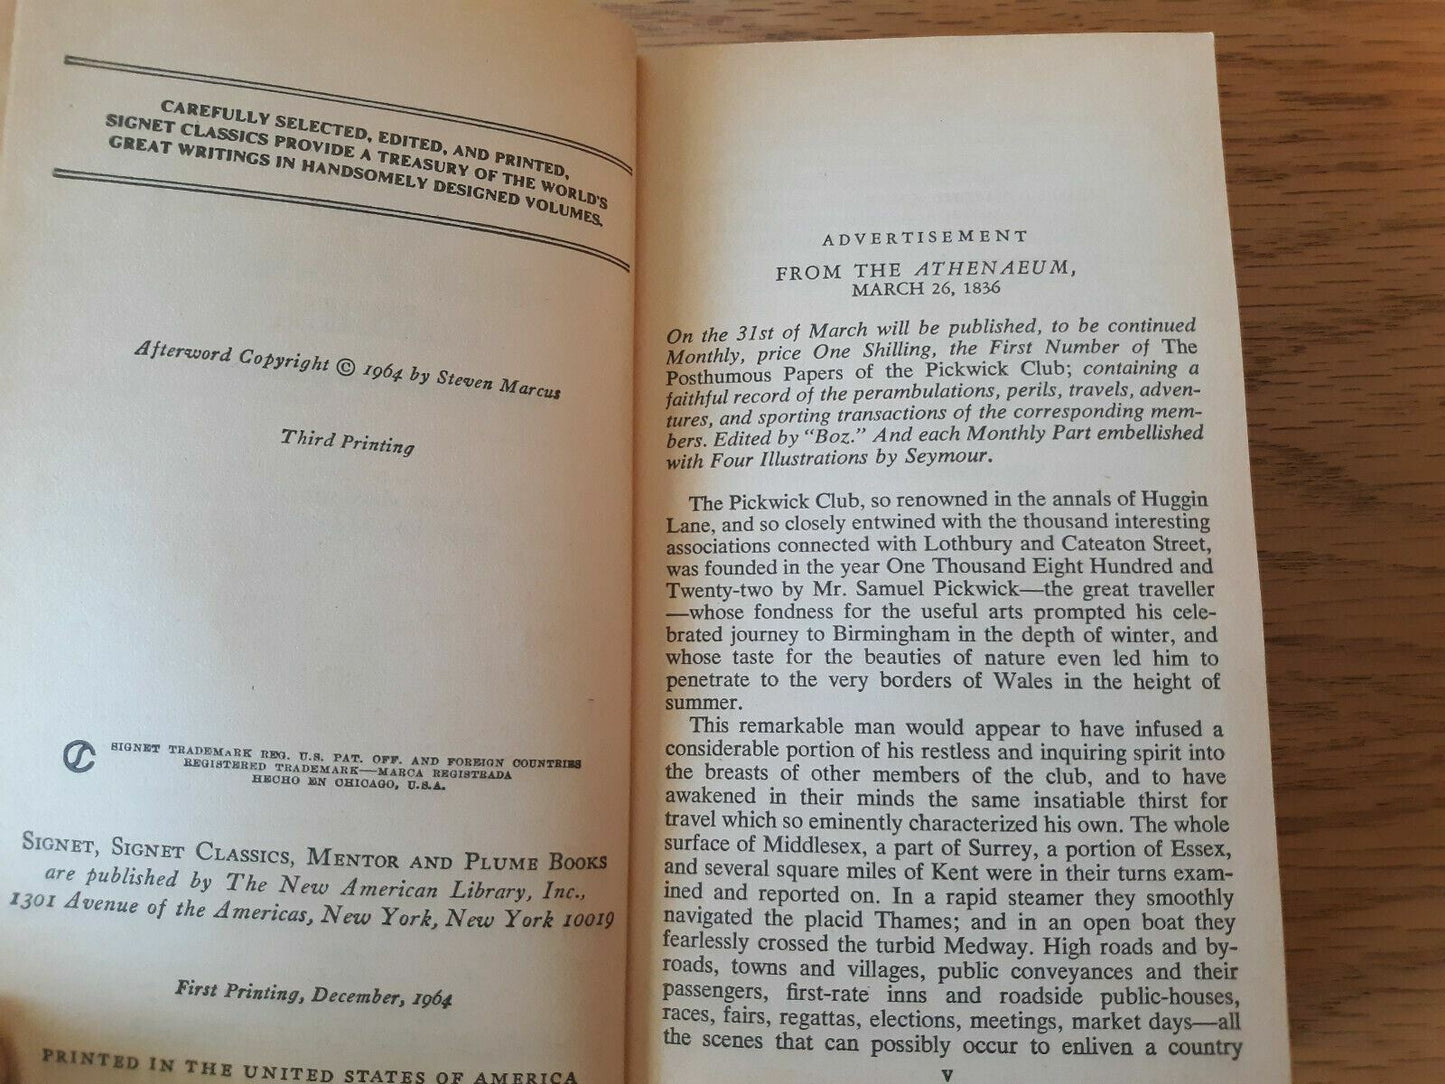 CAREFULLY SELECTED, EDITED, AND PRINTED,
SIGNET CLASSICS PROVIDE A TREASURY OF THE WORLD'S
GREAT WRITINGS IN HANDSOMELY DESIGNED VOLUMES.
Afterword Copyright © 1964 by Steven Marcus
Third Printing
SIGNET TRADEMARK REG. U.S. PAT. OFF. AND FOREIGN COUNTRIES
REGISTERED TRADEMARK—MARCA REGISTRADA
HECHO EN CHICAGO, U.S.A.
SIGNET, SIGNET CLASSICS, MENTOR AND PLUME BOOKS
are published by The New American Library, Inc.,
1301 Avenue of the Americas, New York, New York 10019
First Printing, December, 1964
PRINTED IN THE UNITED STATES OF AMERICA
ADVERTISEMENT
FROM THE ATHENAEUM,
MARCH 26, 1836
On the 31st of March will be published, to be continued
Monthly, price One Shilling, the First Number of The
Posthumous Papers of the Pickwick Club; containing a
faithful record of the perambulations, perils, travels, adven-
tures, and sporting transactions of the corresponding mem-
bers. Edited by "Boz." And each Monthly Part embellished
with Four Illustrations by Seymour.
The Pickwick Club, so renowned in the annals of Huggin
Lane, and so closely entwined with the thousand interesting
associations connected with Lothbury and Cateaton Street,
was founded in the year One Thousand Eight Hundred and
Twenty-two by Mr. Samuel Pickwick—the great traveller
—whose fondness for the useful arts prompted his cele-
brated journey to Birmingham in the depth of winter, and
whose taste for the beauties of nature even led him to
penetrate to the very borders of Wales in the height of
summer.
This remarkable man would appear to have infused a
considerable portion of his restless and inquiring spirit into
the breasts of other members of the club, and to have
awakened in their minds the same insatiable thirst for
travel which so eminently characterized his own. The whole
surface of Middlesex, a part of Surrey, a portion of Essex,
and several square miles of Kent were in their turns exam-
ined and reported on. In a rapid steamer they smoothly
navigated the placid Thames; and in an open boat they
fearlessly crossed the turbid Medway. High roads and by-
roads, towns and villages, public conveyances and their
passengers, first-rate inns and roadside public-houses,
races, fairs, regattas, elections, meetings, market days—all
the scenes that can possibly occur to enliven a country
v